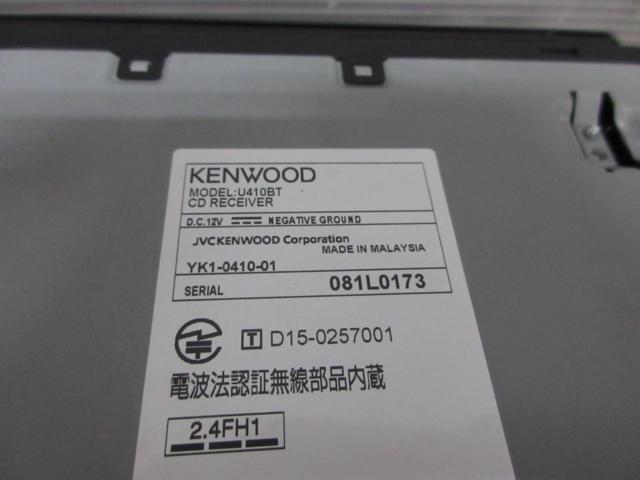 KENWOOD
MODEL:U410BT
CD RECEIVER
D.C.12V NEGATIVE GROUND
JVCKENWOOD Corporation
MADE IN MALAYSIA
YK1-0410-01
SERIAL 081L0173
T D15-0257001
電波法認証無線部品内蔵
2.4FH1